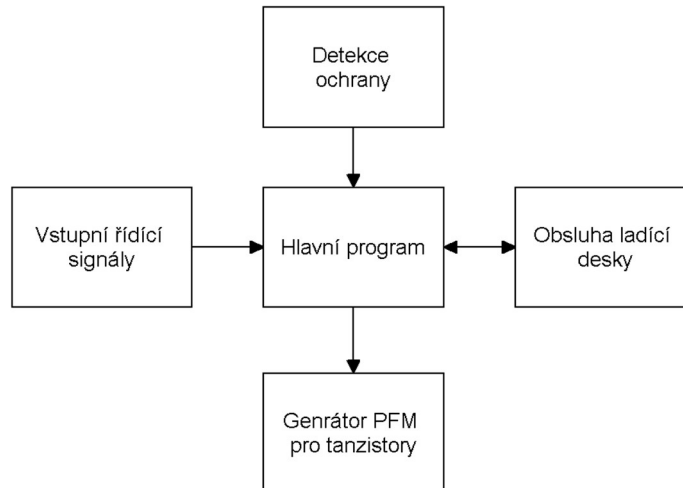 Detekce
ochrany
Vstupní řídící
signály
Hlavní program
Obsluha ladící
desky
Genrátor PFM
pro tanzistory